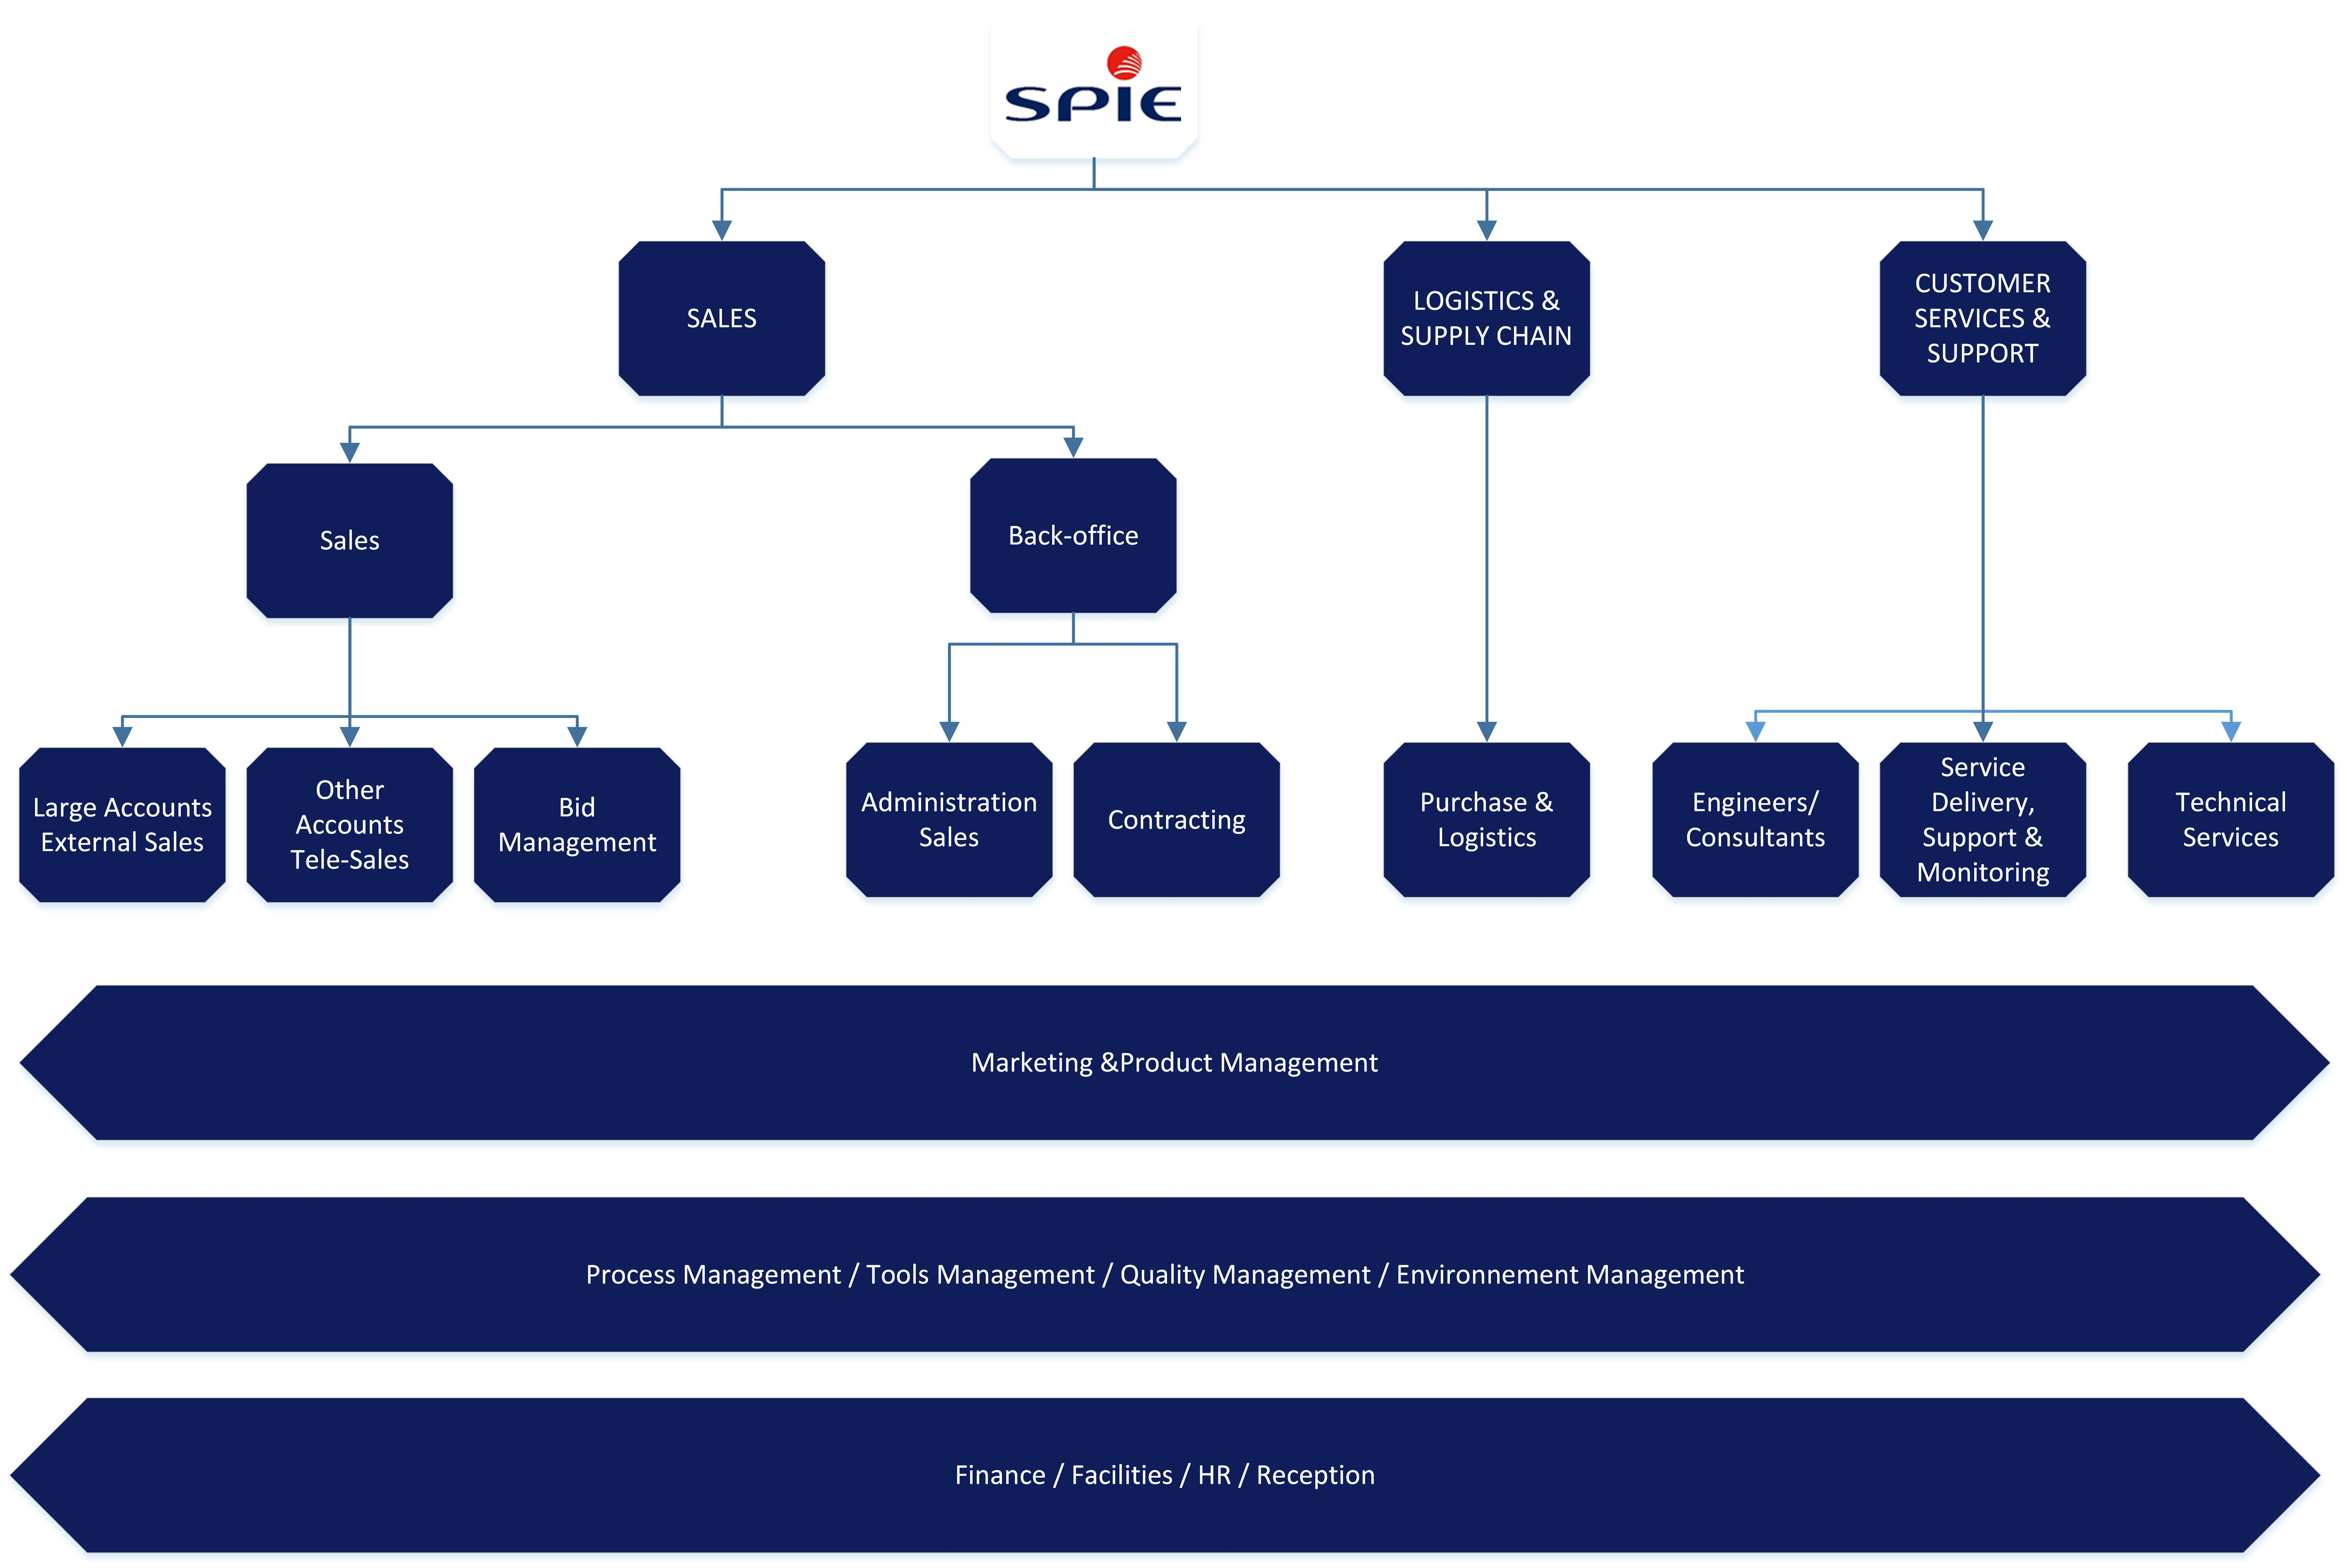 SPIE
SALES
LOGISTICS &
SUPPLY CHAIN
CUSTOMER
SERVICES &
SUPPORT
Sales
Back-office
Large Accounts
External Sales
Other
Accounts
Tele-Sales
Bid
Management
Administration
Sales
Contracting
Purchase &
Logistics
Engineers/
Consultants
Service
Delivery,
Support &
Monitoring
Technical
Services
Marketing &Product Management
Process Management / Tools Management / Quality Management / Environnement Management
Finance / Facilities / HR / Reception